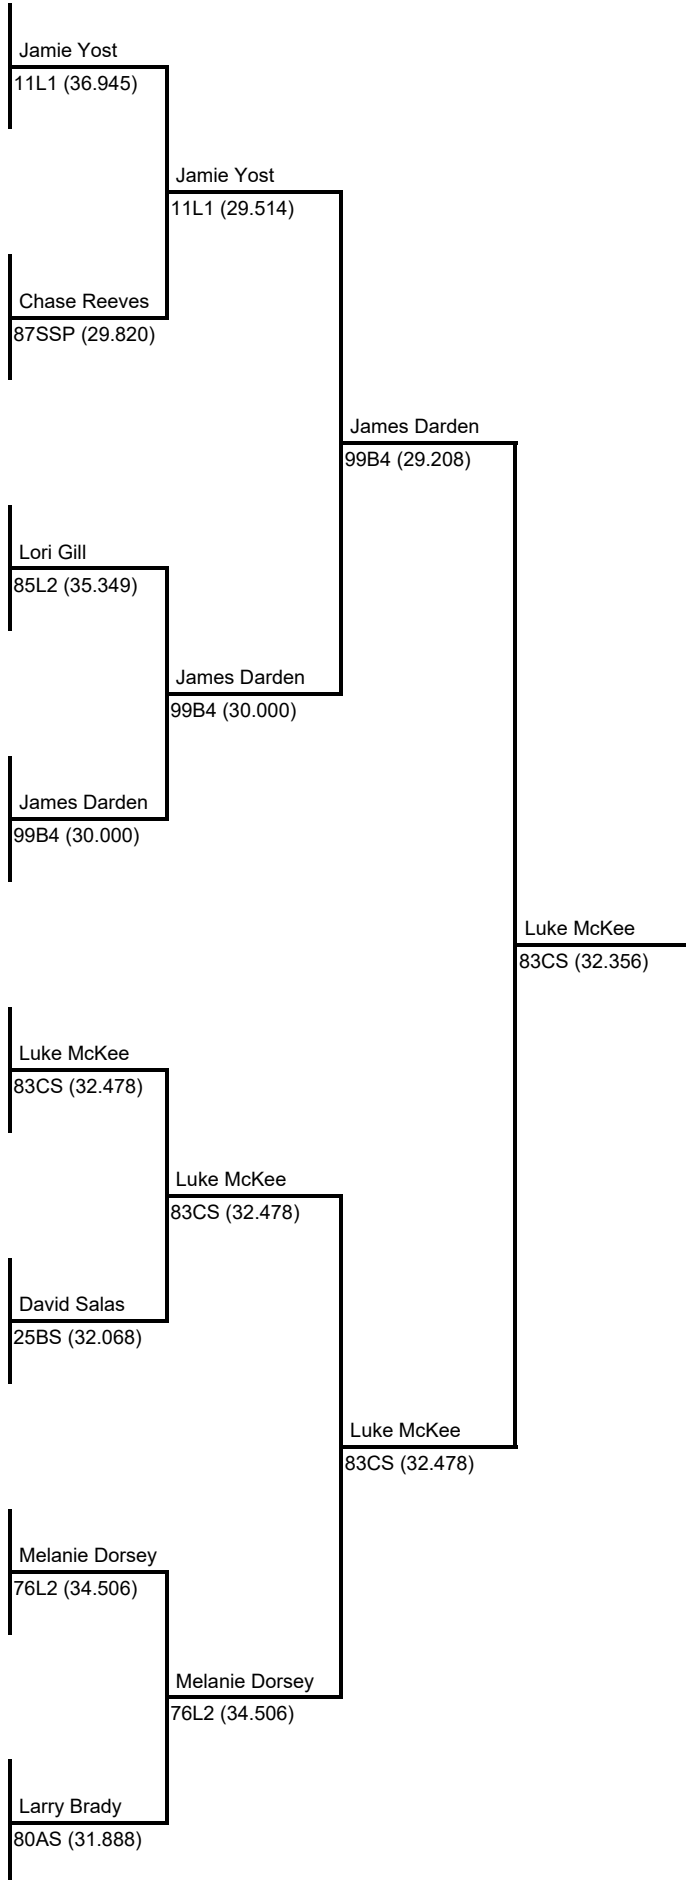 Jamie Yost
11L1 (36.945)
Jamie Yost
11L1 (29.514)
Chase Reeves
87SSP (29.820)
James Darden
99B4 (29.208)
Lori Gill
85L2 (35.349)
James Darden
99B4 (30.000)
James Darden
99B4 (30.000)
Luke McKee
83CS (32.356)
Luke McKee
83CS (32.478)
Luke McKee
83CS (32.478)
David Salas
25BS (32.068)
Luke McKee
83CS (32.478)
Melanie Dorsey
76L2 (34.506)
Melanie Dorsey
76L2 (34.506)
Larry Brady
80AS (31.888)